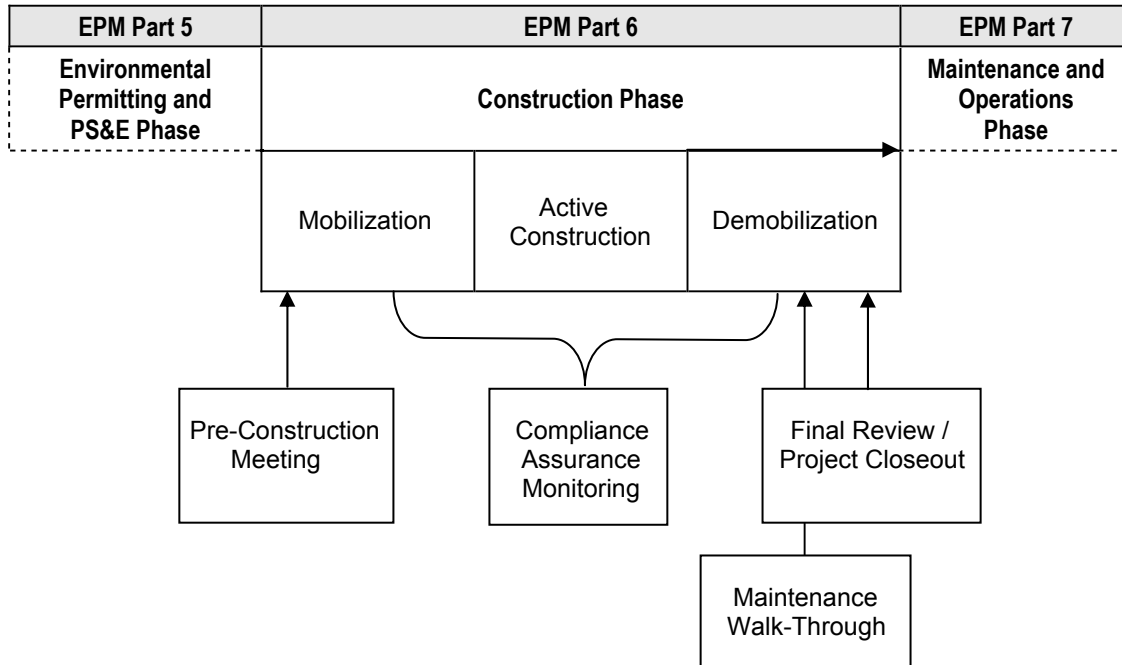 EPM Part 5
EPM Part 6
EPM Part 7
Environmental
Permitting and
PS&E Phase
Construction Phase
Maintenance and
Operations
Phase
Mobilization
Active
Construction
Demobilization
Pre-Construction
Meeting
Compliance
Assurance
Monitoring
Final Review /
Project Closeout
Maintenance
Walk-Through